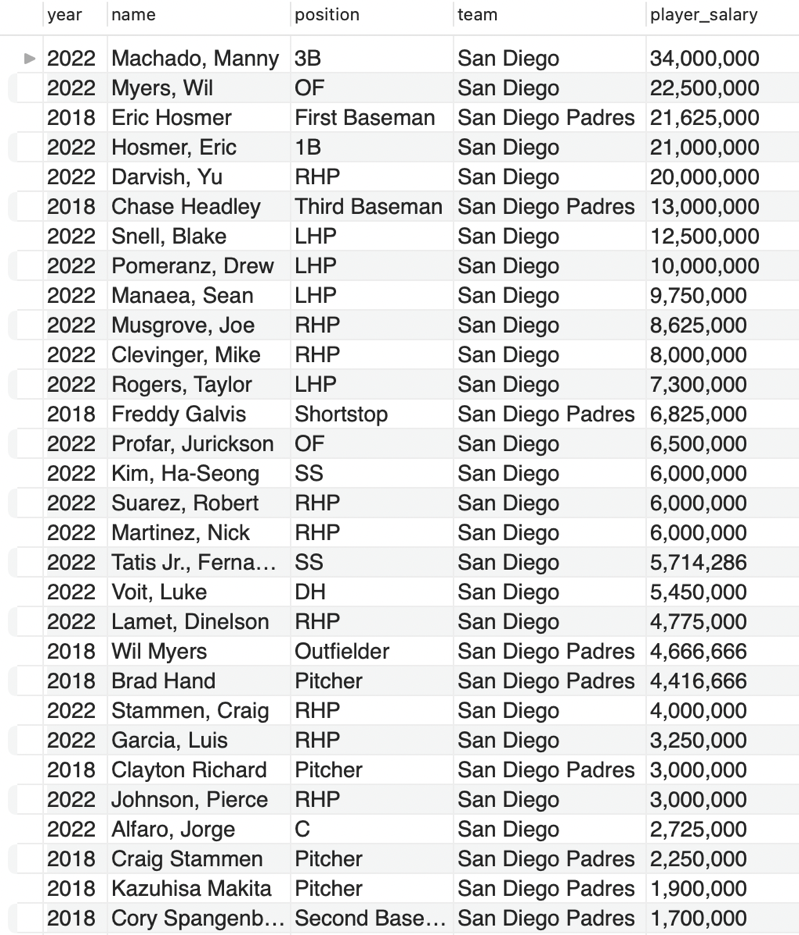 year name position team player_salary
2022 Machado, Manny 3B San Diego 34,000,000
2022 Myers, Wil OF San Diego 22,500,000
2018 Eric Hosmer First Baseman San Diego Padres 21,625,000
2022 Hosmer, Eric 1B San Diego 21,000,000
2022 Darvish, Yu RHP San Diego 20,000,000
2018 Chase Headley Third Baseman San Diego Padres 13,000,000
2022 Snell, Blake LHP San Diego 12,500,000
2022 Pomeranz, Drew LHP San Diego 10,000,000
2022 Manaea, Sean LHP San Diego 9,750,000
2022 Musgrove, Joe RHP San Diego 8,625,000
2022 Clevinger, Mike RHP San Diego 8,000,000
2022 Rogers, Taylor LHP San Diego 7,300,000
2018 Freddy Galvis Shortstop San Diego Padres 6,825,000
2022 Profar, Jurickson OF San Diego 6,500,000
2022 Kim, Ha-Seong SS San Diego 6,000,000
2022 Suarez, Robert RHP San Diego 6,000,000
2022 Martinez, Nick RHP San Diego 6,000,000
2022 Tatis Jr., Ferna... SS San Diego 5,714,286
2022 Voit, Luke DH San Diego 5,450,000
2022 Lamet, Dinelson RHP San Diego 4,775,000
2018 Wil Myers Outfielder San Diego Padres 4,666,666
2018 Brad Hand Pitcher San Diego Padres 4,416,666
2022 Stammen, Craig RHP San Diego 4,000,000
2022 Garcia, Luis RHP San Diego 3,250,000
2018 Clayton Richard Pitcher San Diego Padres 3,000,000
2022 Johnson, Pierce RHP San Diego 3,000,000
2022 Alfaro, Jorge C San Diego 2,725,000
2018 Craig Stammen Pitcher San Diego Padres 2,250,000
2018 Kazuhisa Makita Pitcher San Diego Padres 1,900,000
2018 Cory Spangenb... Second Base... San Diego Padres 1,700,000